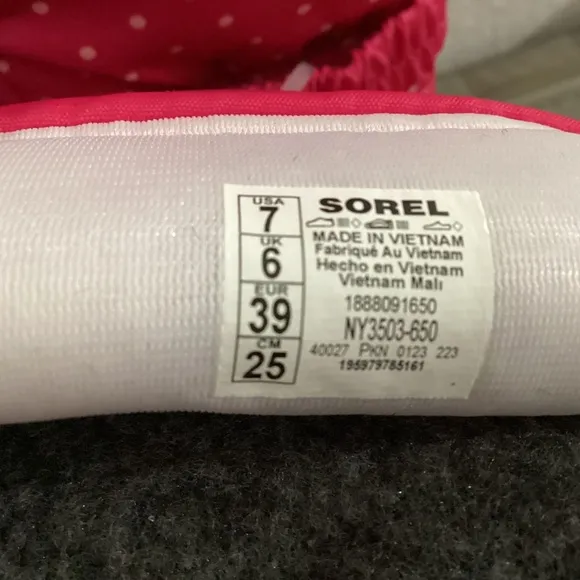 USA
7
UK
6
EUR
39
CM
25
SOREL
MADE IN VIETNAM
Fabriqué Au Vietnam
Hecho en Vietnam
Vietnam Malı
1888091650
NY3503-650
40027 PKN 0123 223
195979785161